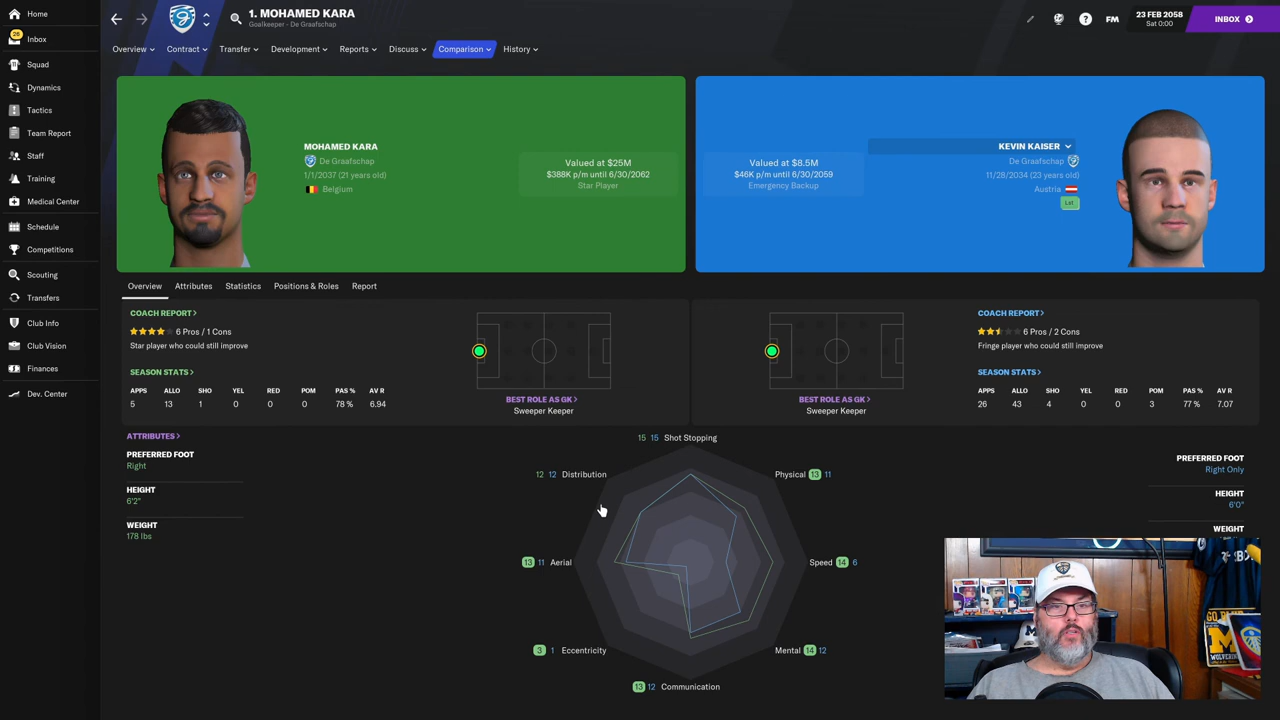 1. MOHAMED KARA
Goalkeeper - De Graafschap
FM
23 FEB 2058
Sat 0:00
INBOX
Overview
Contract
Transfer
Development
Reports
Discuss
Comparison
History
Home
26
Inbox
Squad
Dynamics
Tactics
Team Report
Staff
Training
Medical Center
Schedule
Competitions
Scouting
Transfers
Club Info
Club Vision
Finances
Dev. Center
MOHAMED KARA
De Graafschap
1/1/2037 (21 years old)
Belgium
Valued at $25M
$388K p/m until 6/30/2062
Star Player
Valued at $8.5M
$46K p/m until 6/30/2059
Emergency Backup
KEVIN KAISER
De Graafschap
11/28/2034 (23 years old)
Austria
Lat
Overview Attributes Statistics Positions & Roles Report
COACH REPORT >
6 Pros / 1 Cons
Star player who could still improve
SEASON STATS >
APPS ALLO SHO YEL RED POM PAS % AV R
5 13 1 0 0 0 78 % 6.94
BEST ROLE AS GK >
Sweeper Keeper
BEST ROLE AS GK >
Sweeper Keeper
COACH REPORT >
6 Pros / 2 Cons
Fringe player who could still improve
SEASON STATS >
APPS ALLO SHO YEL RED POM PAS % AV R
26 43 4 0 0 3 77 % 7.07
ATTRIBUTES >
PREFERRED FOOT
Right
HEIGHT
6'2"
WEIGHT
178 lbs
15 15 Shot Stopping
12 12 Distribution
Physical 13 11
13 11 Aerial
Speed 14 6
3 1 Eccentricity
Mental 14 12
13 12 Communication
PREFERRED FOOT
Right Only
HEIGHT
6'0"
WEIGHT